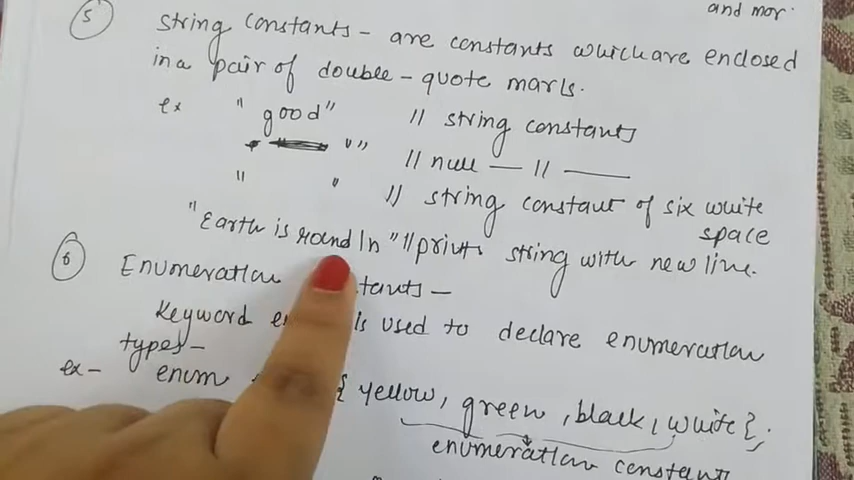 and mor.
5 string constants - are constants which are enclosed
in a pair of double - quote marks.
ex "good" // string constants
"" // null — // ———
" " // string constant of six white
space
"Earth is round\n" // prints string with new line.
6 Enumeration tants -
Keyword is used to declare enumeration
types -
ex - enum { yellow, green, black, white };
enumeration constant